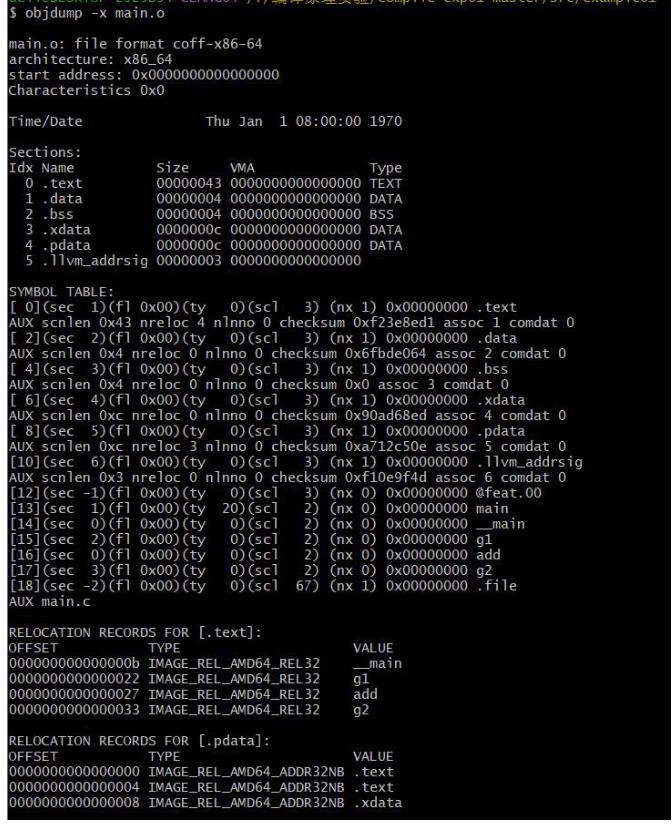 $ objdump -x main.o
main.o: file format coff-x86-64
architecture: x86_64
start address: 0x0000000000000000
Characteristics 0x0
Time/Date Thu Jan 1 08:00:00 1970
Sections:
Idx Name Size VMA Type
0 .text 00000043 0000000000000000 TEXT
1 .data 00000004 0000000000000000 DATA
2 .bss 00000004 0000000000000000 BSS
3 .xdata 0000000c 0000000000000000 DATA
4 .pdata 0000000c 0000000000000000 DATA
5 .llvm_addrsig 00000003 0000000000000000
SYMBOL TABLE:
[ 0](sec 1)(fl 0x00)(ty 0)(scl 3) (nx 1) 0x00000000 .text
AUX scnlen 0x43 nreloc 4 nlnno 0 checksum 0xf23e8ed1 assoc 1 comdat 0
[ 2](sec 2)(fl 0x00)(ty 0)(scl 3) (nx 1) 0x00000000 .data
AUX scnlen 0x4 nreloc 0 nlnno 0 checksum 0x6fbde064 assoc 2 comdat 0
[ 4](sec 3)(fl 0x00)(ty 0)(scl 3) (nx 1) 0x00000000 .bss
AUX scnlen 0x4 nreloc 0 nlnno 0 checksum 0x0 assoc 3 comdat 0
[ 6](sec 4)(fl 0x00)(ty 0)(scl 3) (nx 1) 0x00000000 .xdata
AUX scnlen 0xc nreloc 0 nlnno 0 checksum 0x90ad68ed assoc 4 comdat 0
[ 8](sec 5)(fl 0x00)(ty 0)(scl 3) (nx 1) 0x00000000 .pdata
AUX scnlen 0xc nreloc 3 nlnno 0 checksum 0xa712c50e assoc 5 comdat 0
[10](sec 6)(fl 0x00)(ty 0)(scl 3) (nx 1) 0x00000000 .llvm_addrsig
AUX scnlen 0x3 nreloc 0 nlnno 0 checksum 0xf10e9f4d assoc 6 comdat 0
[12](sec -1)(fl 0x00)(ty 0)(scl 3) (nx 0) 0x00000000 @feat.00
[13](sec 1)(fl 0x00)(ty 20)(scl 2) (nx 0) 0x00000000 main
[14](sec 0)(fl 0x00)(ty 0)(scl 2) (nx 0) 0x00000000 __main
[15](sec 2)(fl 0x00)(ty 0)(scl 2) (nx 0) 0x00000000 g1
[16](sec 0)(fl 0x00)(ty 0)(scl 2) (nx 0) 0x00000000 add
[17](sec 3)(fl 0x00)(ty 0)(scl 2) (nx 0) 0x00000000 g2
[18](sec -2)(fl 0x00)(ty 0)(scl 67) (nx 1) 0x00000000 .file
AUX main.c
RELOCATION RECORDS FOR [.text]:
OFFSET TYPE VALUE
000000000000000b IMAGE_REL_AMD64_REL32 __main
0000000000000022 IMAGE_REL_AMD64_REL32 g1
0000000000000027 IMAGE_REL_AMD64_REL32 add
0000000000000033 IMAGE_REL_AMD64_REL32 g2
RELOCATION RECORDS FOR [.pdata]:
OFFSET TYPE VALUE
0000000000000000 IMAGE_REL_AMD64_ADDR32NB .text
0000000000000004 IMAGE_REL_AMD64_ADDR32NB .text
0000000000000008 IMAGE_REL_AMD64_ADDR32NB .xdata